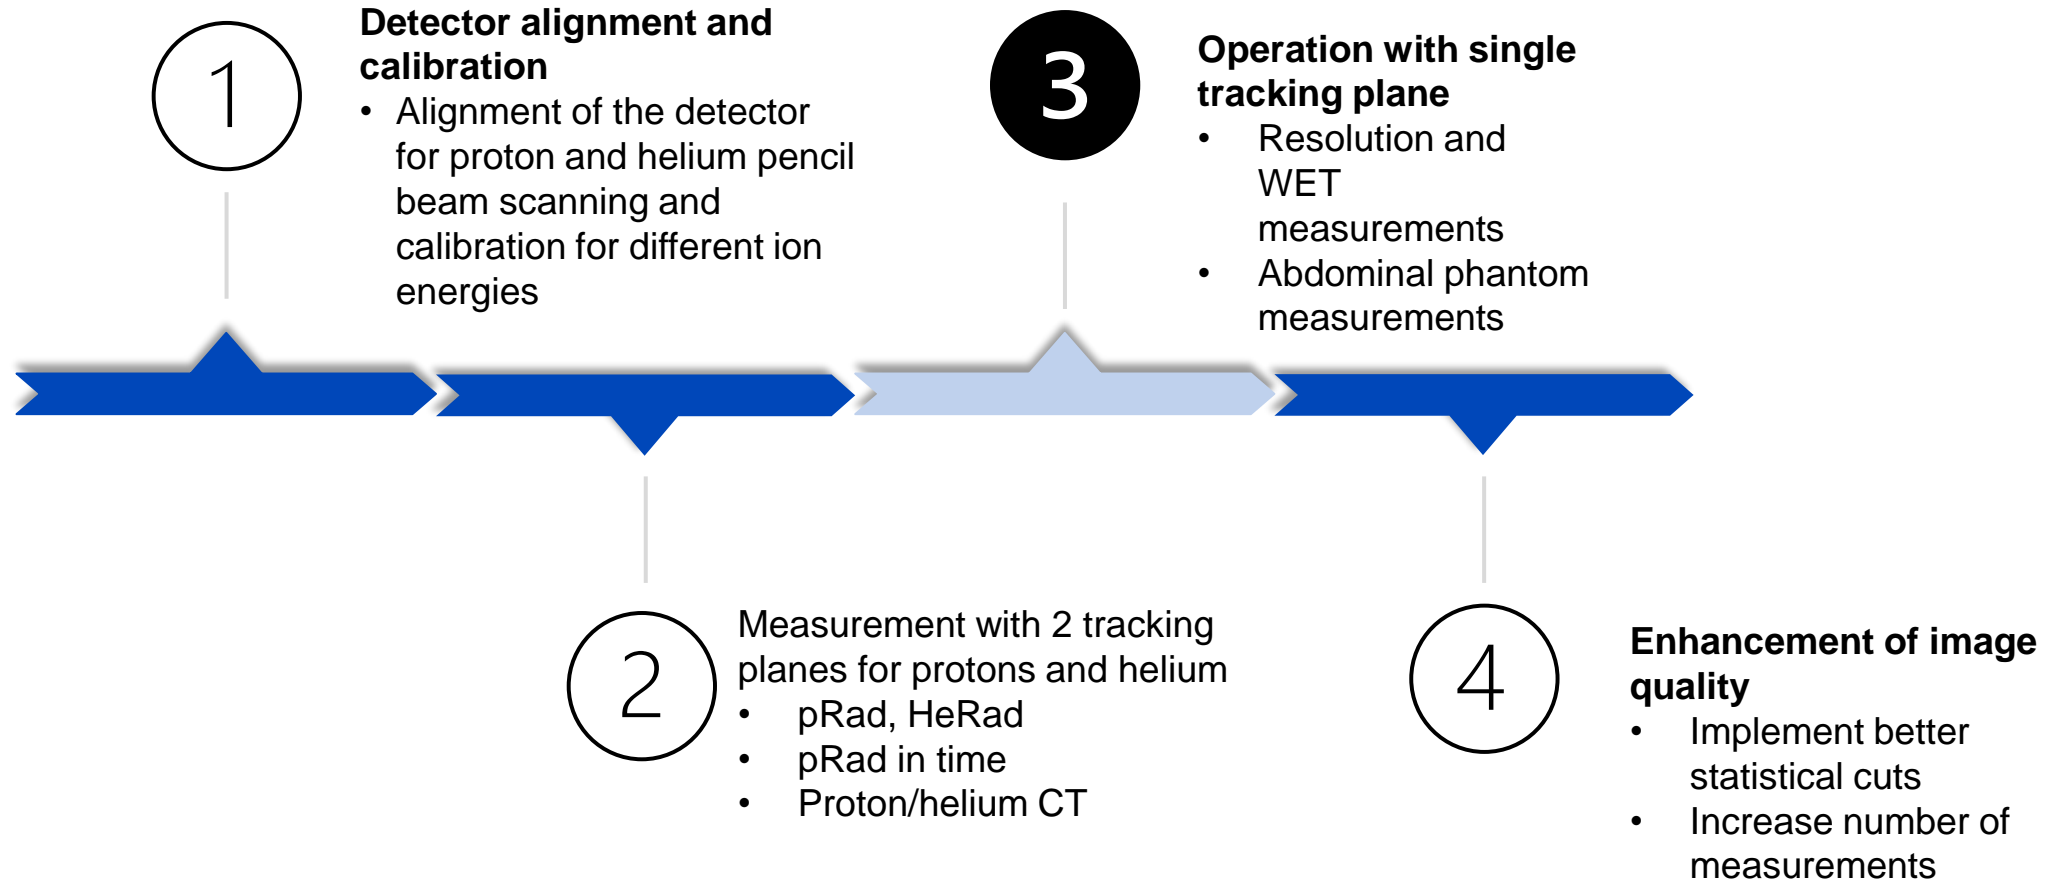 1
Detector alignment and
calibration
• Alignment of the detector
for proton and helium pencil
beam scanning and
calibration for different ion
energies
2
Measurement with 2 tracking
planes for protons and helium
• pRad, HeRad
• pRad in time
• Proton/helium CT
3
Operation with single
tracking plane
• Resolution and
WET
measurements
• Abdominal phantom
measurements
4
Enhancement of image
quality
• Implement better
statistical cuts
• Increase number of
measurements